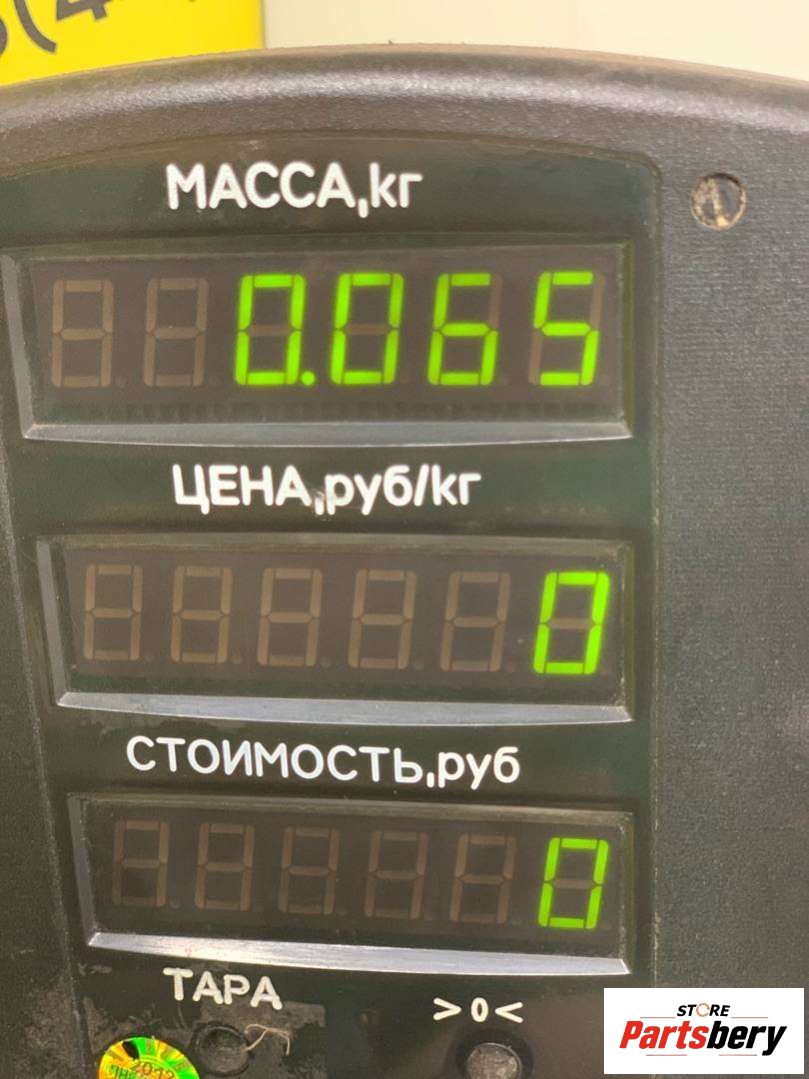 МАССА,кг
0.065
ЦЕНА,руб/кг
0
СТОИМОСТЬ,руб
0
ТАРА
>0<
STORE
Partsbery